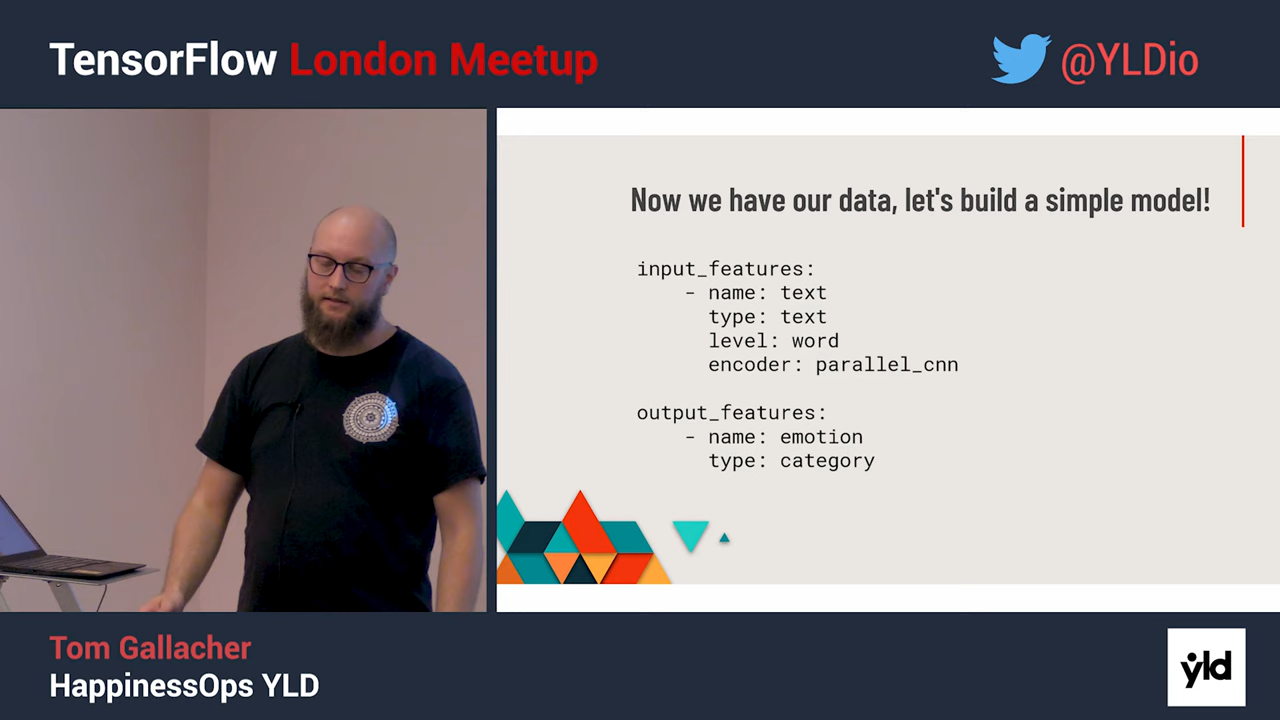 TensorFlow London Meetup
@YLDio
Now we have our data, let's build a simple model!
input_features:
- name: text
type: text
level: word
encoder: parallel_cnn
output_features:
- name: emotion
type: category
Tom Gallacher
HappinessOps YLD
yld